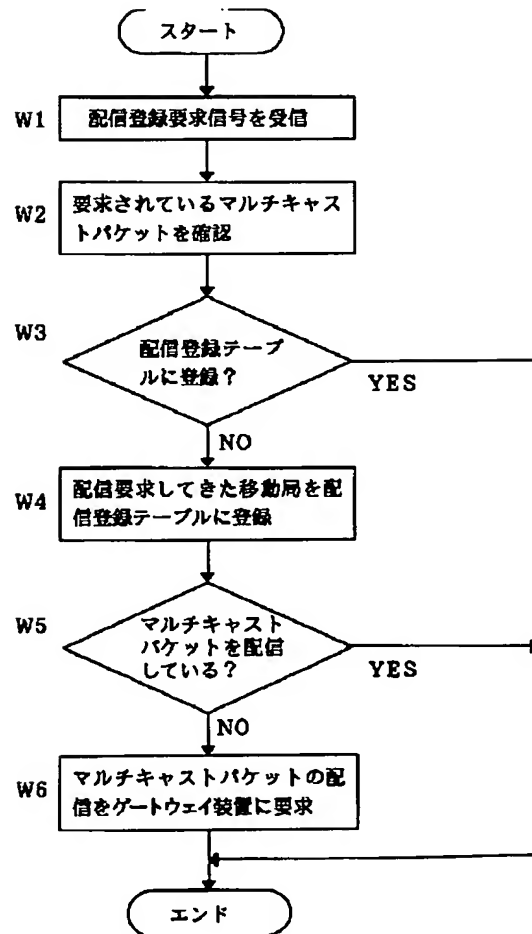 スタート
W1
配信登録要求信号を受信
W2
要求されているマルチキャス
トパケットを確認
W3
配信登録テーブ
ルに登録？
YES
NO
W4
配信要求してきた移動局を配
信登録テーブルに登録
W5
マルチキャスト
パケットを配信
している？
YES
NO
W6
マルチキャストパケットの配
信をゲートウェイ装置に要求
エンド